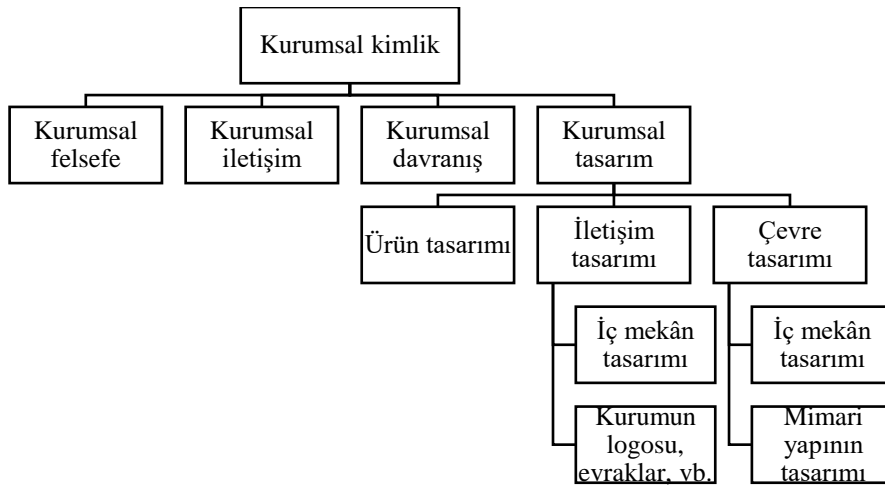 Kurumsal kimlik
Kurumsal
felsefe
Kurumsal
iletişim
Kurumsal
davranış
Kurumsal
tasarım
Ürün tasarımı
İletişim
tasarımı
Çevre
tasarımı
İç mekân
tasarımı
Kurumun
logosu,
evraklar, vb.
İç mekân
tasarımı
Mimari
yapının
tasarımı